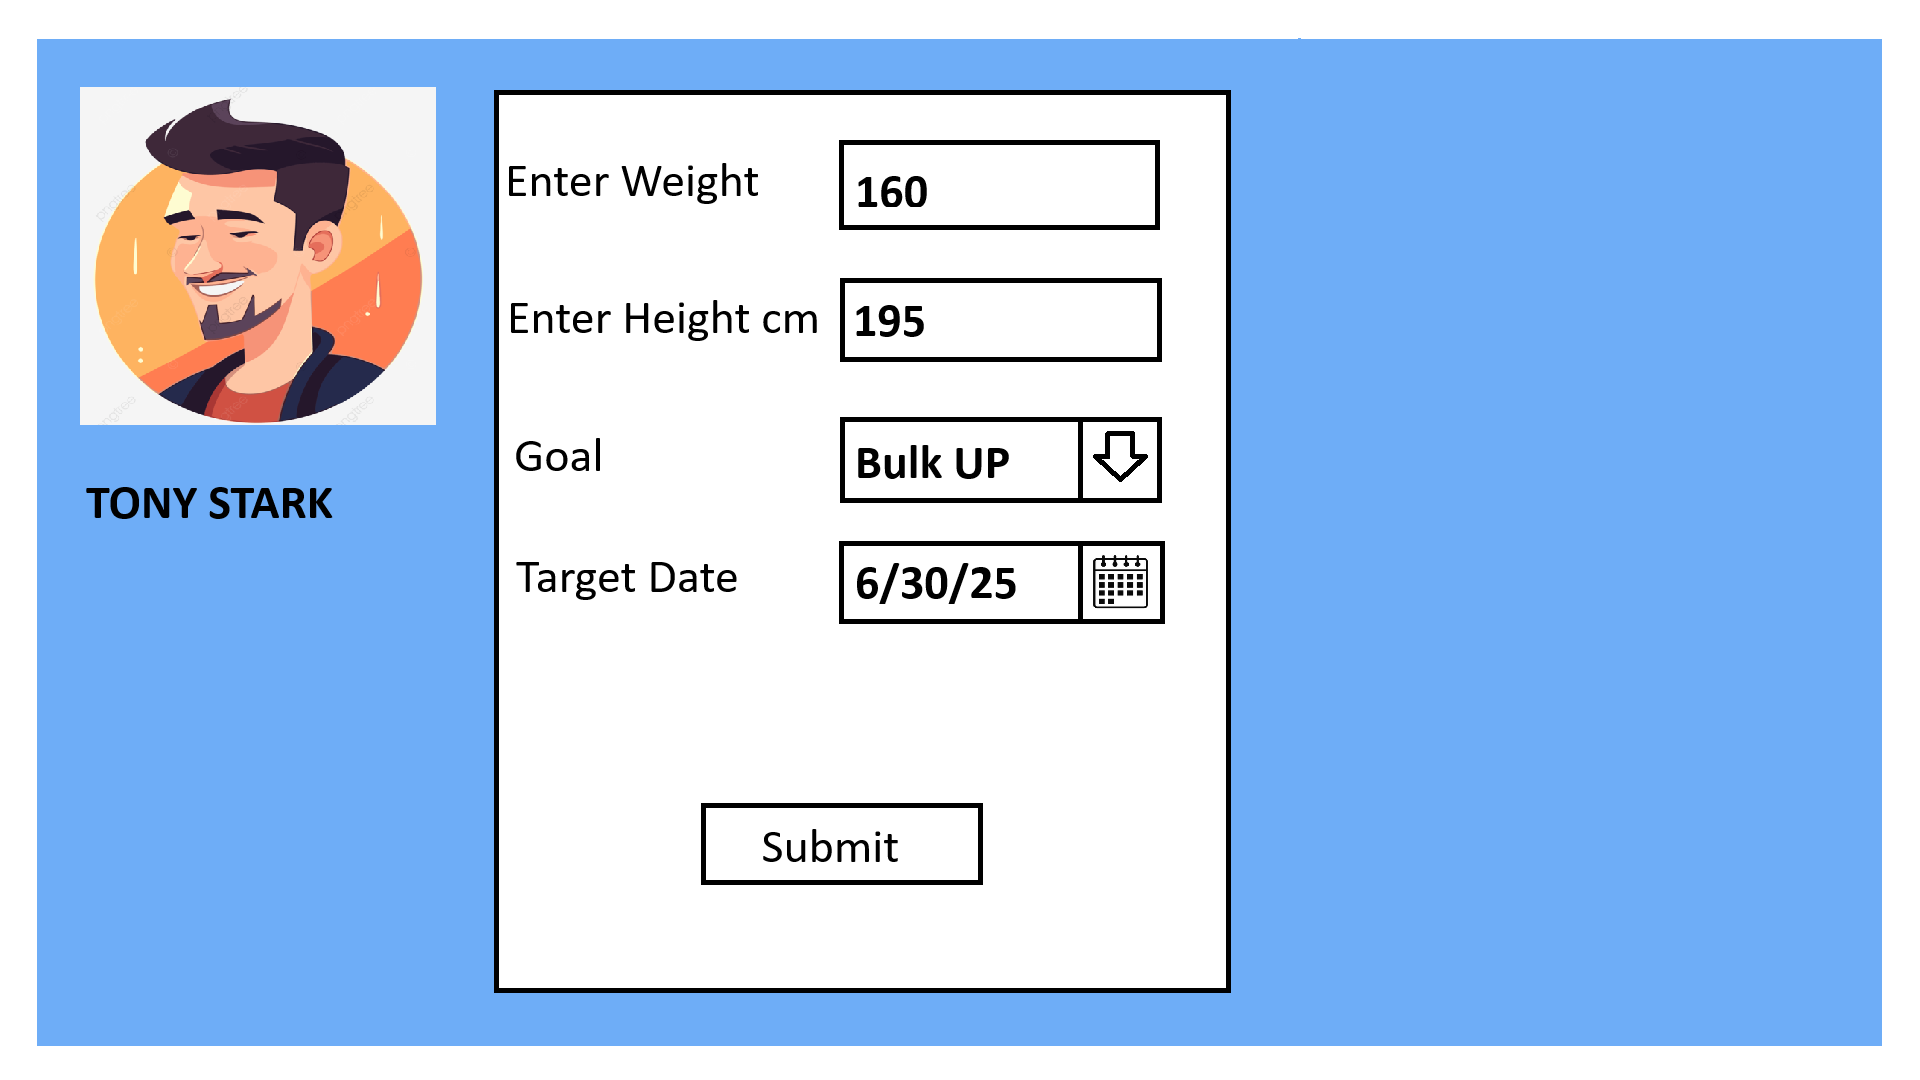 Enter Weight 160
Enter Height cm 195
Goal Bulk UP
TONY STARK
Target Date 6/30/25
Submit